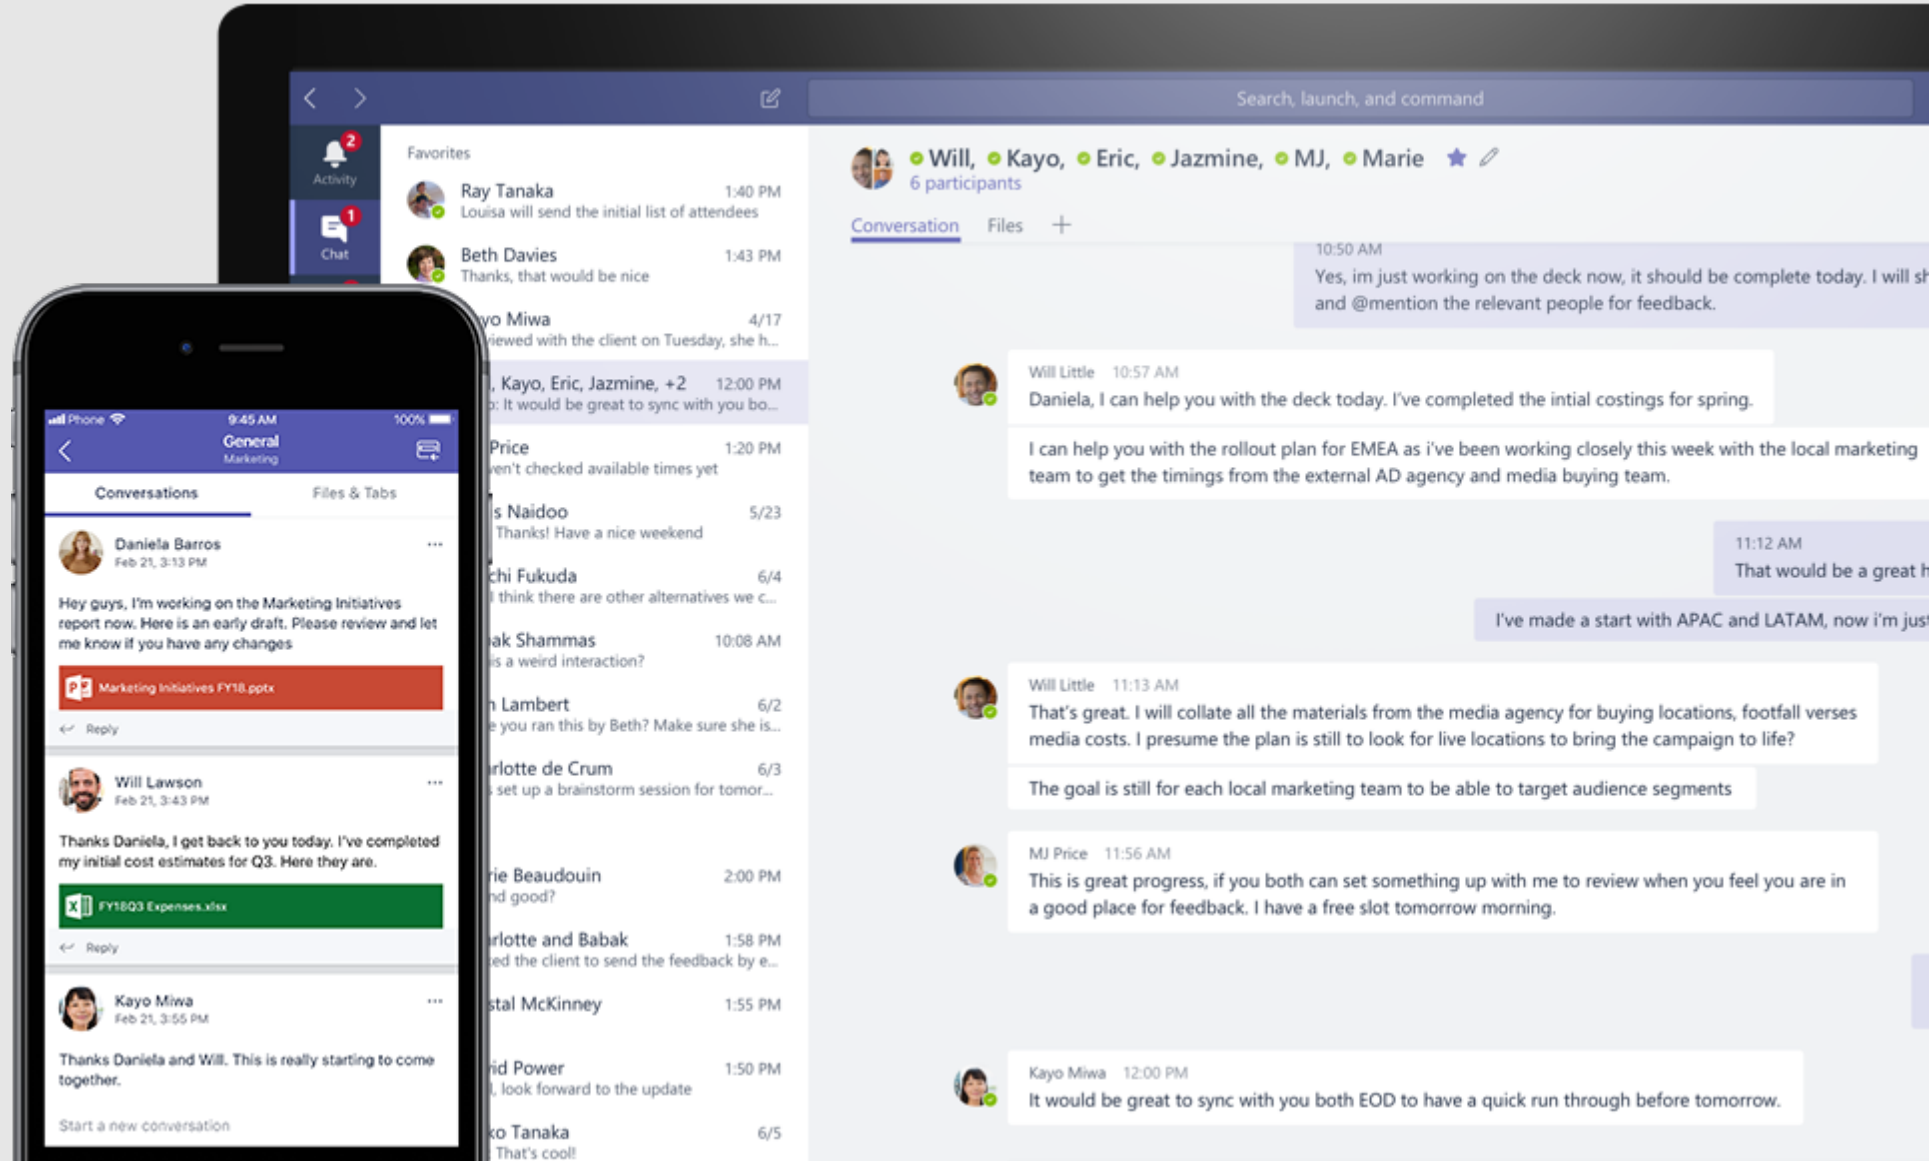 Search, launch, and command
2
Activity
1
Chat
Favorites
Ray Tanaka 1:40 PM
Louisa will send the initial list of attendees
Beth Davies 1:43 PM
Thanks, that would be nice
Miwa 4/17
with the client on Tuesday, she h...
, Kayo, Eric, Jazmine, +2 12:00 PM
: It would be great to sync with you bo...
Price 1:20 PM
checked available times yet
Naidoo 5/23
Thanks! Have a nice weekend
Fukuda 6/4
I think there are other alternatives we c...
Shammas 10:08 AM
is a weird interaction?
Lambert 6/2
you ran this by Beth? Make sure she is...
de Crum 6/3
set up a brainstorm session for tomor...
Beaudouin 2:00 PM
good?
and Babak 1:58 PM
the client to send the feedback by e...
McKinney 1:55 PM
Power 1:50 PM
, look forward to the update
Tanaka 6/5
That's cool!
Will, Kayo, Eric, Jazmine, MJ, Marie
6 participants
Conversation Files +
10:50 AM
Yes, im just working on the deck now, it should be complete today. I will sh
and @mention the relevant people for feedback.
Will Little 10:57 AM
Daniela, I can help you with the deck today. I've completed the intial costings for spring.
I can help you with the rollout plan for EMEA as i've been working closely this week with the local marketing
team to get the timings from the external AD agency and media buying team.
11:12 AM
That would be a great h
I've made a start with APAC and LATAM, now i'm just
Will Little 11:13 AM
That's great. I will collate all the materials from the media agency for buying locations, footfall verses
media costs. I presume the plan is still to look for live locations to bring the campaign to life?
The goal is still for each local marketing team to be able to target audience segments
MJ Price 11:56 AM
This is great progress, if you both can set something up with me to review when you feel you are in
a good place for feedback. I have a free slot tomorrow morning.
Kayo Miwa 12:00 PM
It would be great to sync with you both EOD to have a quick run through before tomorrow.
Phone 9:45 AM 100%
General
Marketing
Conversations Files & Tabs
Daniela Barros
Feb 21, 3:13 PM
Hey guys, I'm working on the Marketing Initiatives
report now. Here is an early draft. Please review and let
me know if you have any changes
Marketing Initiatives FY18.pptx
Reply
Will Lawson
Feb 21, 3:43 PM
Thanks Daniela, I get back to you today. I've completed
my initial cost estimates for Q3. Here they are.
FY18Q3 Expenses.xlsx
Reply
Kayo Miwa
Feb 21, 3:55 PM
Thanks Daniela and Will. This is really starting to come
together.
Start a new conversation